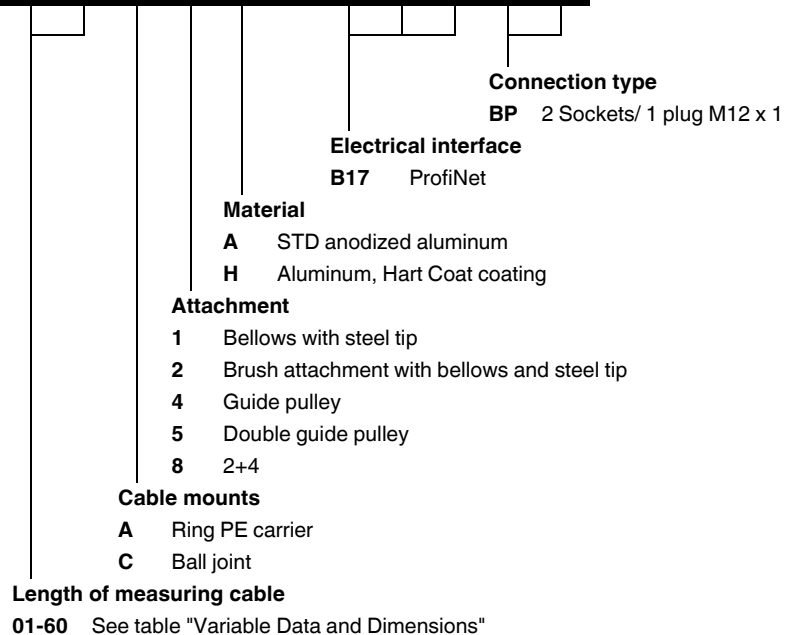 Connection type
BP 2 Sockets/ 1 plug M12 x 1
Electrical interface
B17 ProfiNet
Material
A STD anodized aluminum
H Aluminum, Hart Coat coating
Attachment
1 Bellows with steel tip
2 Brush attachment with bellows and steel tip
4 Guide pulley
5 Double guide pulley
8 2+4
Cable mounts
A Ring PE carrier
C Ball joint
Length of measuring cable
01-60 See table "Variable Data and Dimensions"